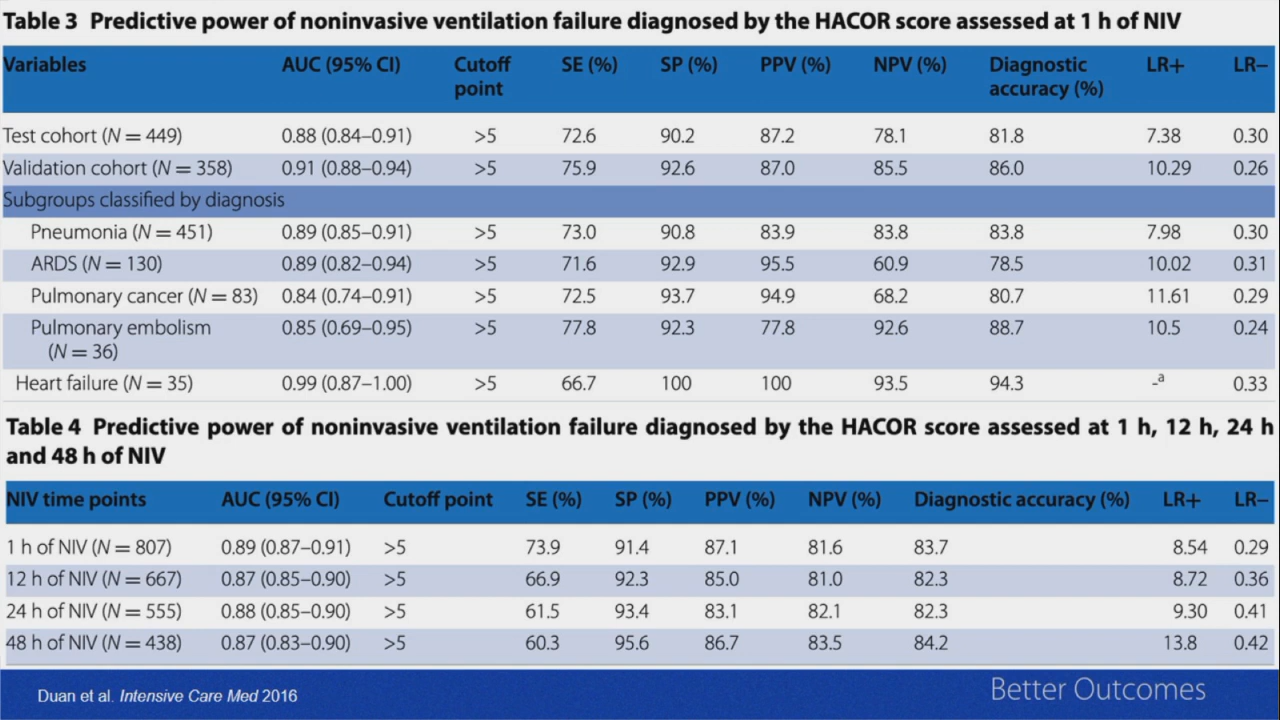 Table 3 Predictive power of noninvasive ventilation failure diagnosed by the HACOR score assessed at 1 h of NIV
Variables AUC (95% CI) Cutoff point SE (%) SP (%) PPV (%) NPV (%) Diagnostic accuracy (%) LR+ LR−
Test cohort (N = 449) 0.88 (0.84–0.91) >5 72.6 90.2 87.2 78.1 81.8 7.38 0.30
Validation cohort (N = 358) 0.91 (0.88–0.94) >5 75.9 92.6 87.0 85.5 86.0 10.29 0.26
Subgroups classified by diagnosis
Pneumonia (N = 451) 0.89 (0.85–0.91) >5 73.0 90.8 83.9 83.8 83.8 7.98 0.30
ARDS (N = 130) 0.89 (0.82–0.94) >5 71.6 92.9 95.5 60.9 78.5 10.02 0.31
Pulmonary cancer (N = 83) 0.84 (0.74–0.91) >5 72.5 93.7 94.9 68.2 80.7 11.61 0.29
Pulmonary embolism 0.85 (0.69–0.95) >5 77.8 92.3 77.8 92.6 88.7 10.5 0.24
(N = 36)
Heart failure (N = 35) 0.99 (0.87–1.00) >5 66.7 100 100 93.5 94.3 -a 0.33
Table 4 Predictive power of noninvasive ventilation failure diagnosed by the HACOR score assessed at 1 h, 12 h, 24 h
and 48 h of NIV
NIV time points AUC (95% CI) Cutoff point SE (%) SP (%) PPV (%) NPV (%) Diagnostic accuracy (%) LR+ LR−
1 h of NIV (N = 807) 0.89 (0.87–0.91) >5 73.9 91.4 87.1 81.6 83.7 8.54 0.29
12 h of NIV (N = 667) 0.87 (0.85–0.90) >5 66.9 92.3 85.0 81.0 82.3 8.72 0.36
24 h of NIV (N = 555) 0.88 (0.85–0.90) >5 61.5 93.4 83.1 82.1 82.3 9.30 0.41
48 h of NIV (N = 438) 0.87 (0.83–0.90) >5 60.3 95.6 86.7 83.5 84.2 13.8 0.42
Duan et al. Intensive Care Med 2016
Better Outcomes